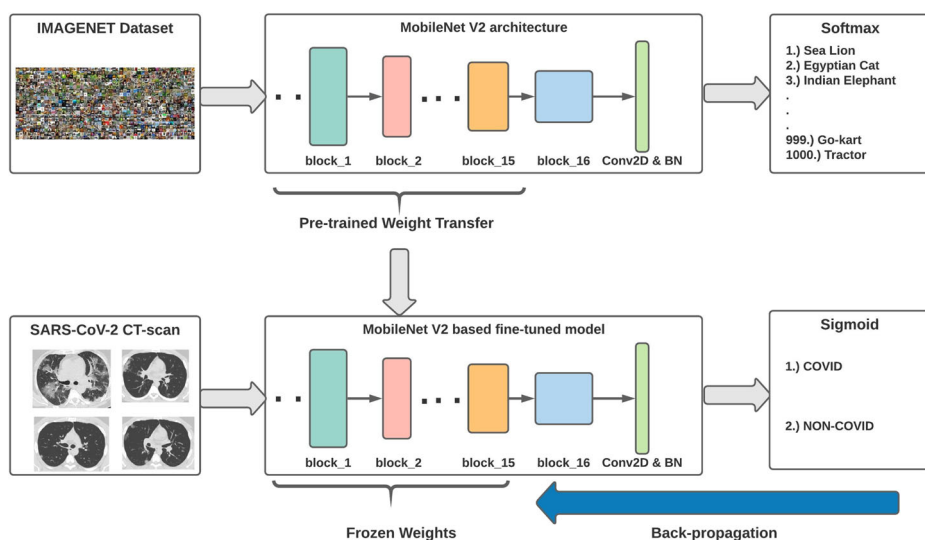 IMAGENET Dataset
MobileNet V2 architecture
Softmax
1.) Sea Lion
2.) Egyptian Cat
3.) Indian Elephant
.
.
.
999.) Go-kart
1000.) Tractor
block_1
block_2
block_15
block_16
Conv2D & BN
Pre-trained Weight Transfer
SARS-CoV-2 CT-scan
MobileNet V2 based fine-tuned model
Sigmoid
1.) COVID
2.) NON-COVID
block_1
block_2
block_15
block_16
Conv2D & BN
Frozen Weights
Back-propagation